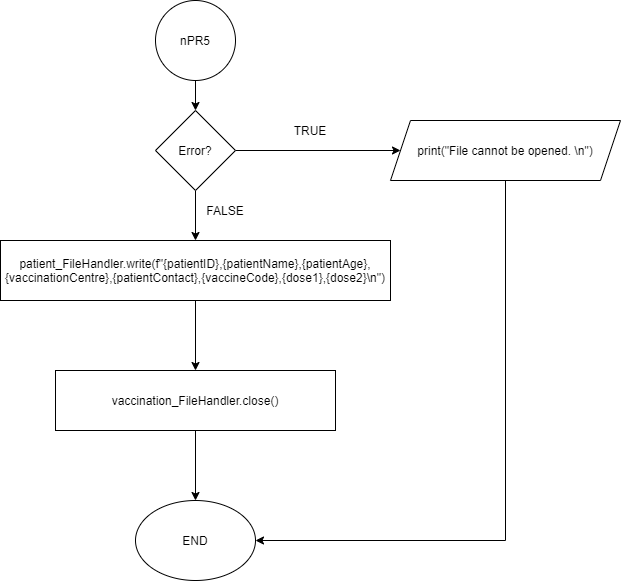 nPR5
TRUE
Error?
print("File cannot be opened. \n")
FALSE
patient_FileHandler.write(f"{patientID},{patientName},{patientAge},
{vaccinationCentre},{patientContact},{vaccineCode},{dose1},{dose2}\n")
vaccination_FileHandler.close()
END